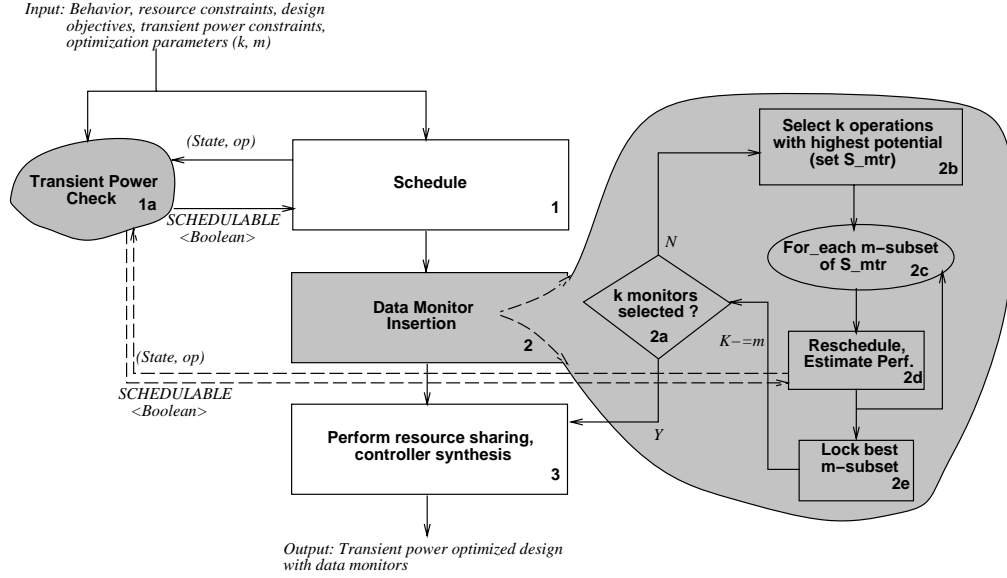 Input: Behavior, resource constraints, design
objectives, transient power constraints,
optimization parameters (k, m)
(State, op)
Transient Power
Check
1a
SCHEDULABLE
<Boolean>
Schedule
1
Data Monitor
Insertion
2
(State, op)
SCHEDULABLE
<Boolean>
Perform resource sharing,
controller synthesis
3
Output: Transient power optimized design
with data monitors
Select k operations
with highest potential
(set S_mtr)
2b
N
For_each m−subset
of S_mtr
2c
k monitors
selected ?
2a
K−=m
Reschedule,
Estimate Perf.
2d
Y
Lock best
m−subset
2e